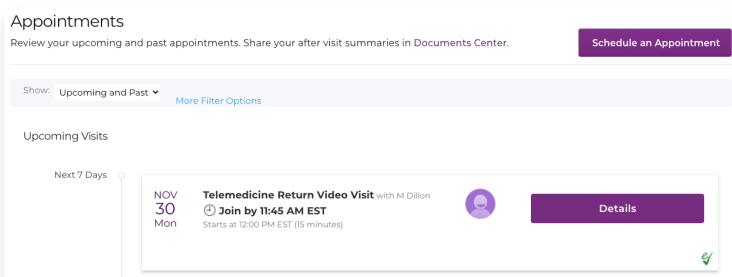 Appointments
Review your upcoming and past appointments. Share your after visit summaries in Documents Center.
Schedule an Appointment
Show: Upcoming and Past
More Filter Options
Upcoming Visits
Next 7 Days
NOV
30
Mon
Telemedicine Return Video Visit with M Dillon
Join by 11:45 AM EST
Starts at 12:00 PM EST (15 minutes)
Details